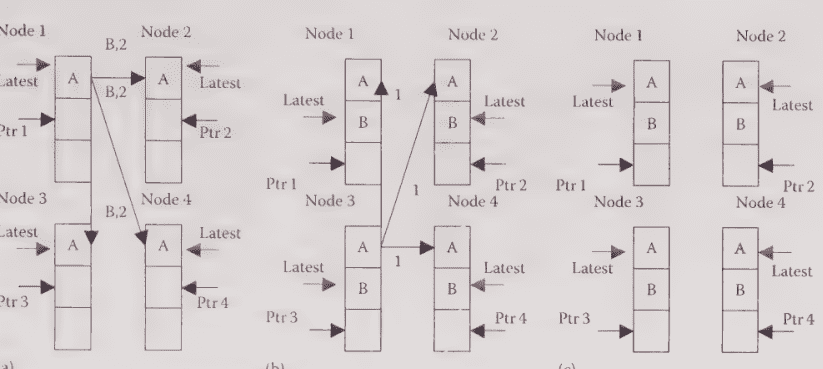 Node 1
Node 2
B,2
B,2
Latest
Latest
A
A
Ptr 1
Ptr 2
Node 3
Node 4
B,2
Latest
Latest
A
A
Ptr 3
Ptr 4
Node 1
Node 2
A
A
1
Latest
Latest
B
B
Ptr 1
Ptr 2
1
Node 3
Node 4
A
A
1
Latest
Latest
B
B
Ptr 3
Ptr 4
(b)
Node 1
Node 2
A
A
Latest
Latest
B
B
Ptr 1
Ptr 2
Node 3
Node 4
A
A
Latest
Latest
B
B
Ptr 3
Ptr 4